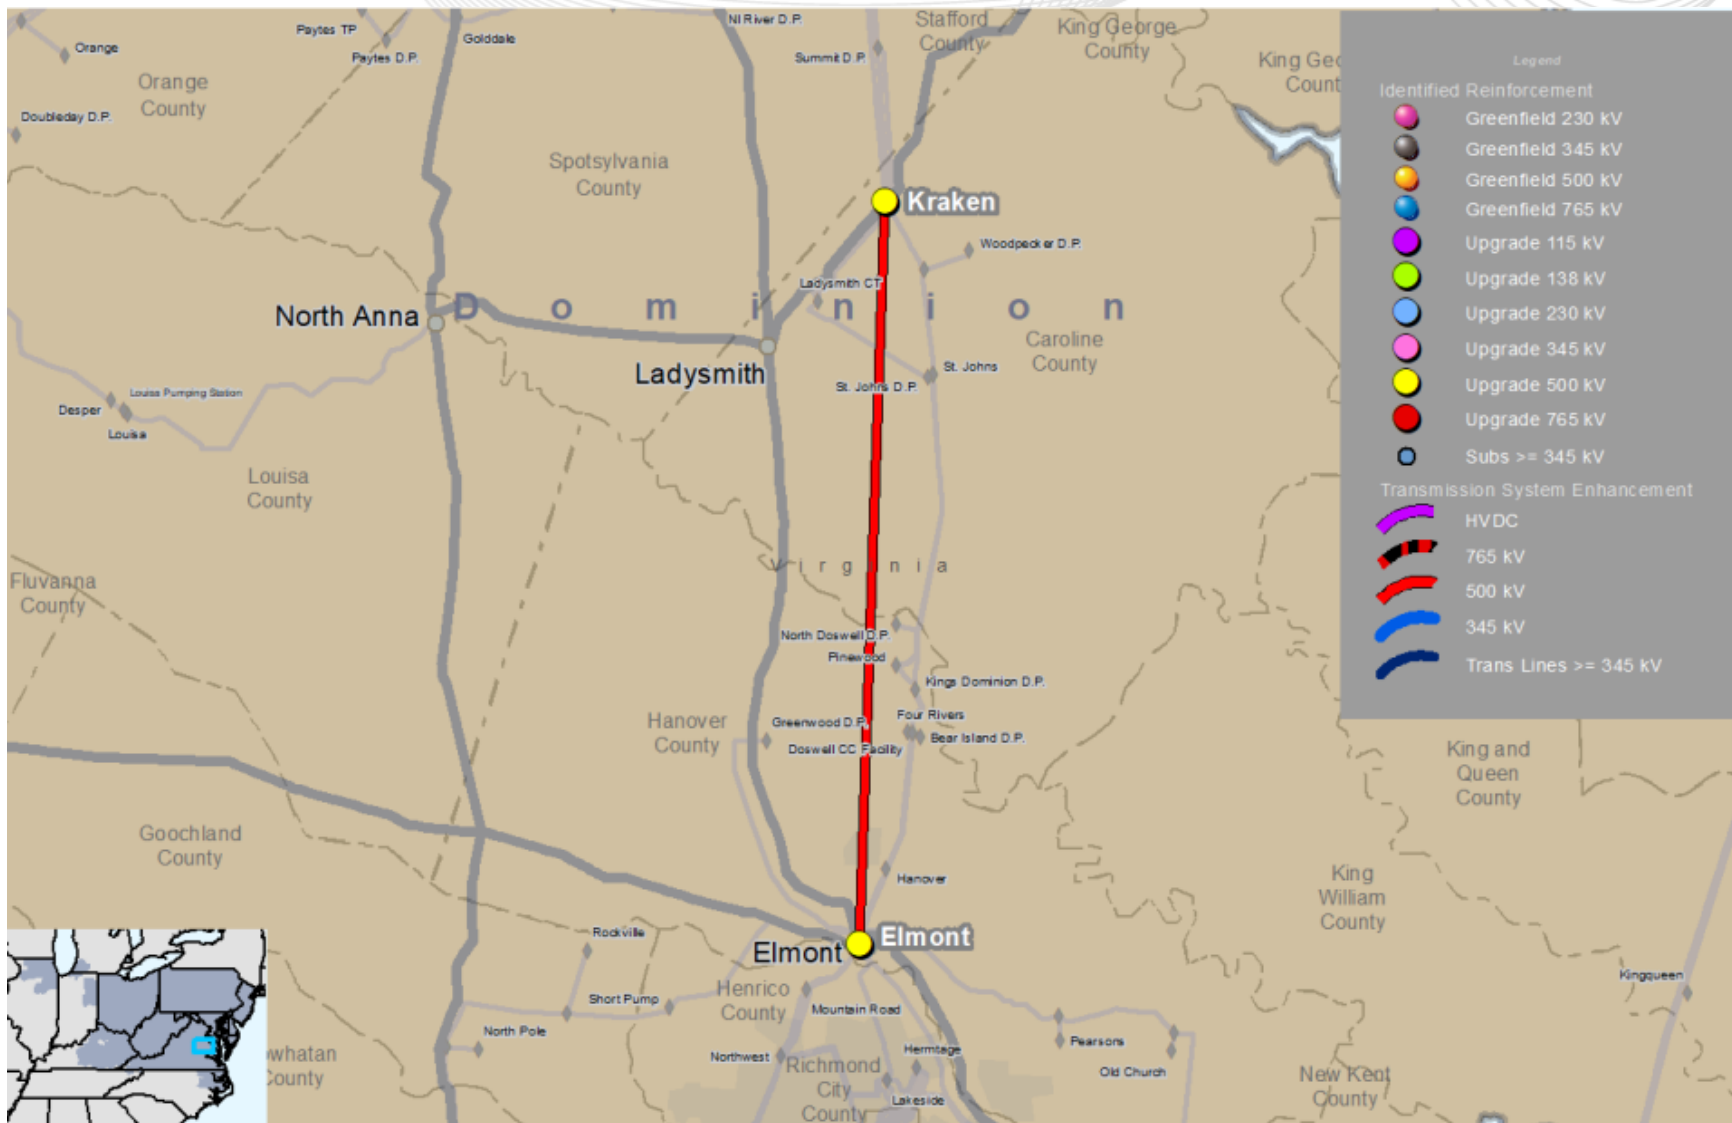 Orange
Orange
County
Doubleday D.P.
Paytes TP
Paytes D.P.
Golddale
NI River D.P.
Summit D.P.
Stafford
County
King George
County
King Geo
Count
Spotsylvania
County
Kraken
Woodpecker D.P.
Ladysmith CT
North Anna
Dominion
Ladysmith
Caroline
County
St. Johns
St. Johns D.P.
Louisa Pumping Station
Desper
Louisa
Louisa
County
Virginia
Fluvanna
County
North Doswell D.P.
Pinewood
Kings Dominion D.P.
Hanover
County
Greenwood D.P.
Four Rivers
Bear Island D.P.
Doswell CC Facility
King and
Queen
County
Goochland
County
Hanover
King
William
County
Rockville
Elmont
Elmont
Short Pump
Henrico
County
Mountain Road
Kingqueen
North Pole
Northwest
Hermitage
Pearsons
Old Church
owhatan
County
Richmond
City
County
Lakeside
New Kent
County
Legend
Identified Reinforcement
Greenfield 230 kV
Greenfield 345 kV
Greenfield 500 kV
Greenfield 765 kV
Upgrade 115 kV
Upgrade 138 kV
Upgrade 230 kV
Upgrade 345 kV
Upgrade 500 kV
Upgrade 765 kV
Subs >= 345 kV
Transmission System Enhancement
HVDC
765 kV
500 kV
345 kV
Trans Lines >= 345 kV